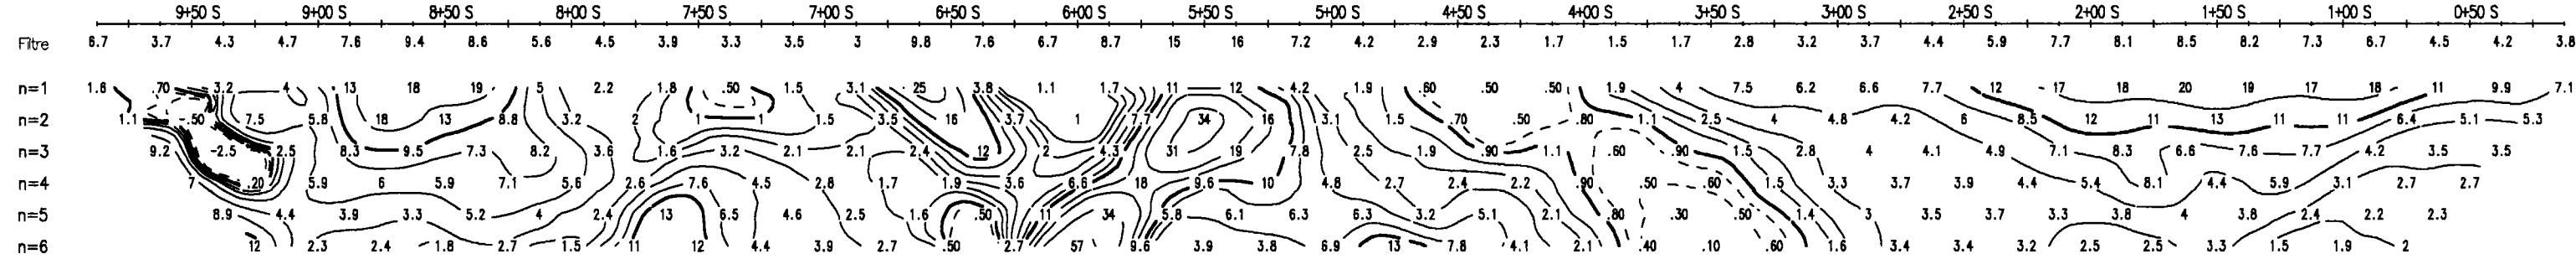 9+50 S 9+00 S 8+50 S 8+00 S 7+50 S 7+00 S 6+50 S 6+00 S 5+50 S 5+00 S 4+50 S 4+00 S 3+50 S 3+00 S 2+50 S 2+00 S 1+50 S 1+00 S 0+50 S
Filtre 6.7 3.7 4.3 4.7 7.6 9.4 8.6 5.6 4.5 3.9 3.3 3.5 3 9.8 7.6 6.7 8.7 15 16 7.2 4.2 2.9 2.3 1.7 1.5 1.7 2.8 3.2 3.7 4.4 5.9 7.7 8.1 8.5 8.2 7.3 6.7 4.5 4.2 3.8
n=1 1.6 .70 3.2 4 13 18 19 5 2.2 1.8 .50 1.5 3.1 25 3.8 1.1 1.7 11 12 4.2 1.9 .60 .50 .50 1.9 4 7.5 6.2 6.6 7.7 12 17 18 20 19 17 18 11 9.9 7.1
n=2 1.1 -.50 7.5 5.8 18 13 8.8 3.2 2 1 1 1.5 3.5 16 3.7 1 7.7 34 16 3.1 1.5 .70 .50 .80 1.1 2.5 4 4.8 4.2 6 8.5 12 11 13 11 11 6.4 5.1 5.3
n=3 9.2 -2.5 2.5 8.3 9.5 7.3 8.2 3.6 1.6 3.2 2.1 2.1 2.4 12 2 4.3 31 19 7.8 2.5 1.9 .90 1.1 .60 .90 1.5 2.8 4 4.1 4.9 7.1 8.3 6.6 7.6 7.7 4.2 3.5 3.5
n=4 7 .20 5.9 6 5.9 7.1 5.6 2.6 7.6 4.5 2.8 1.7 1.9 3.6 6.6 18 9.6 10 4.8 2.7 2.4 2.2 .90 .50 .60 1.5 3.3 3.7 3.9 4.4 5.4 8.1 4.4 5.9 3.1 2.7 2.7
n=5 8.9 4.4 3.9 3.3 5.2 4 2.4 13 6.5 4.6 2.5 1.6 .50 11 34 5.8 6.1 6.3 6.3 3.2 5.1 2.1 .80 .30 .50 1.4 3 3.5 3.7 3.3 3.8 4 3.8 2.4 2.2 2.3
n=6 12 2.3 2.4 1.8 2.7 1.5 11 12 4.4 3.9 2.7 .50 2.7 57 9.6 3.9 3.8 6.9 13 7.8 4.1 2.1 .40 .10 .60 1.6 3.4 3.4 3.2 2.5 2.5 3.3 1.5 1.9 2